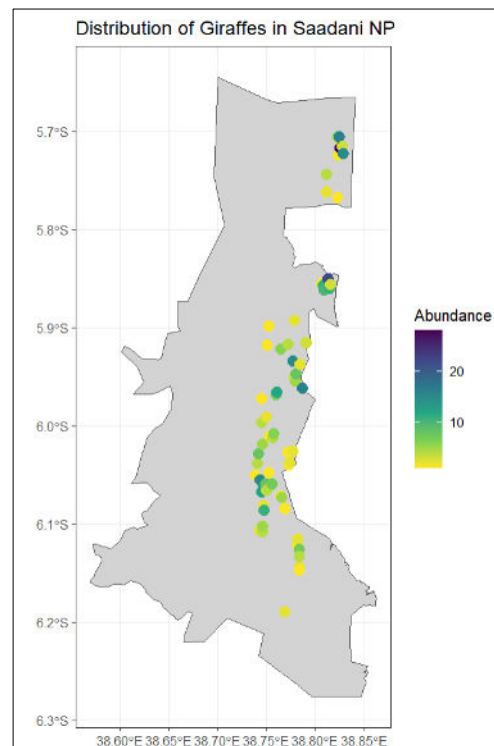 Distribution of Giraffes in Saadani NP
5.7°S
5.8°S
5.9°S
6.0°S
6.1°S
6.2°S
6.3°S
38.60°E 38.65°E 38.70°E 38.75°E 38.80°E 38.85°E
Abundance
20
10